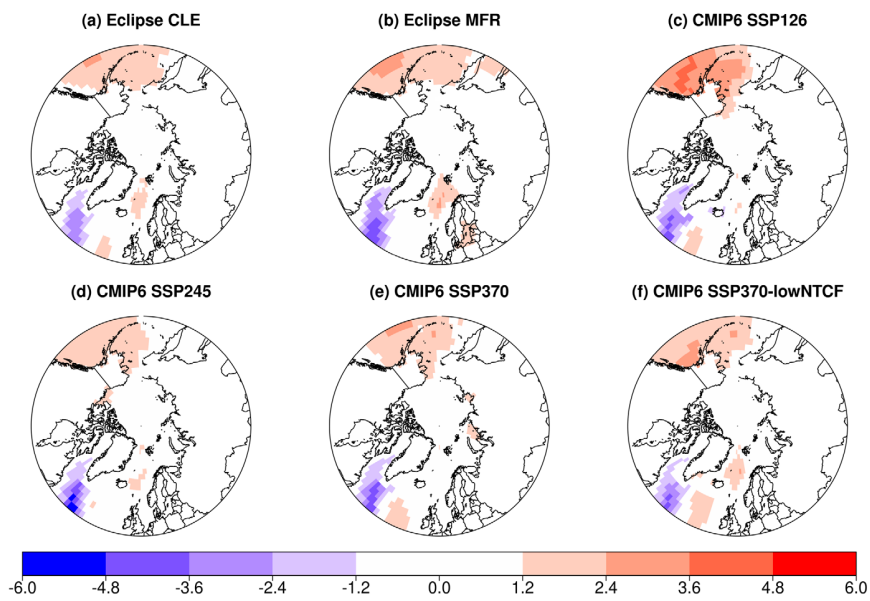 (a) Eclipse CLE (b) Eclipse MFR (c) CMIP6 SSP126
(d) CMIP6 SSP245 (e) CMIP6 SSP370 (f) CMIP6 SSP370-lowNTCF
-6.0 -4.8 -3.6 -2.4 -1.2 0.0 1.2 2.4 3.6 4.8 6.0